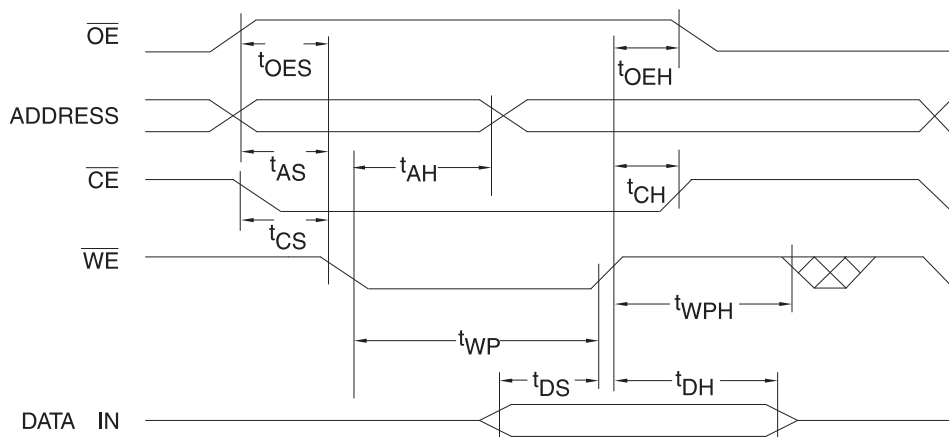 OE
tOES
tOEH
ADDRESS
tAS
tAH
CE
tCH
tCS
WE
tWPH
tWP
tDS
tDH
DATA IN